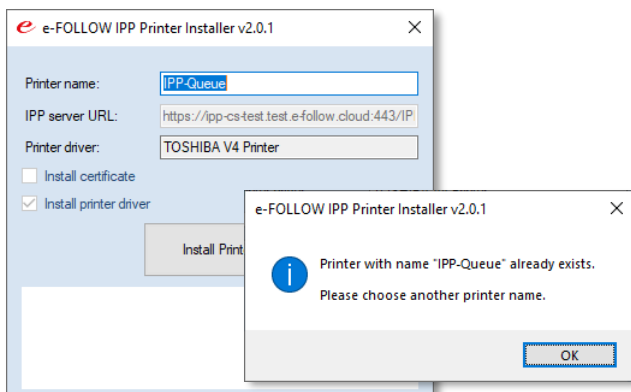 e-FOLLOW IPP Printer Installer v2.0.1
Printer name:
IPP-Queue
IPP server URL:
https://ipp-cs-test.test.e-follow.cloud:443/IP
Printer driver:
TOSHIBA V4 Printer
Install certificate
Install printer driver
Install Print
e-FOLLOW IPP Printer Installer v2.0.1
Printer with name "IPP-Queue" already exists.
Please choose another printer name.
OK